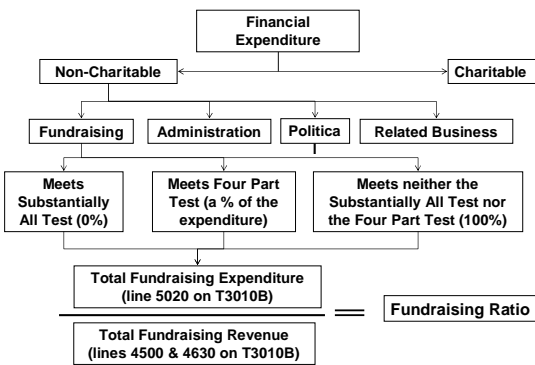 Financial
Expenditure
Non-Charitable
Charitable
Fundraising
Administration
Politica
Related Business
Meets
Substantially
All Test (0%)
Meets Four Part
Test (a % of the
expenditure)
Meets neither the
Substantially All Test nor
the Four Part Test (100%)
Total Fundraising Expenditure
(line 5020 on T3010B)
=
Fundraising Ratio
Total Fundraising Revenue
(lines 4500 & 4630 on T3010B)